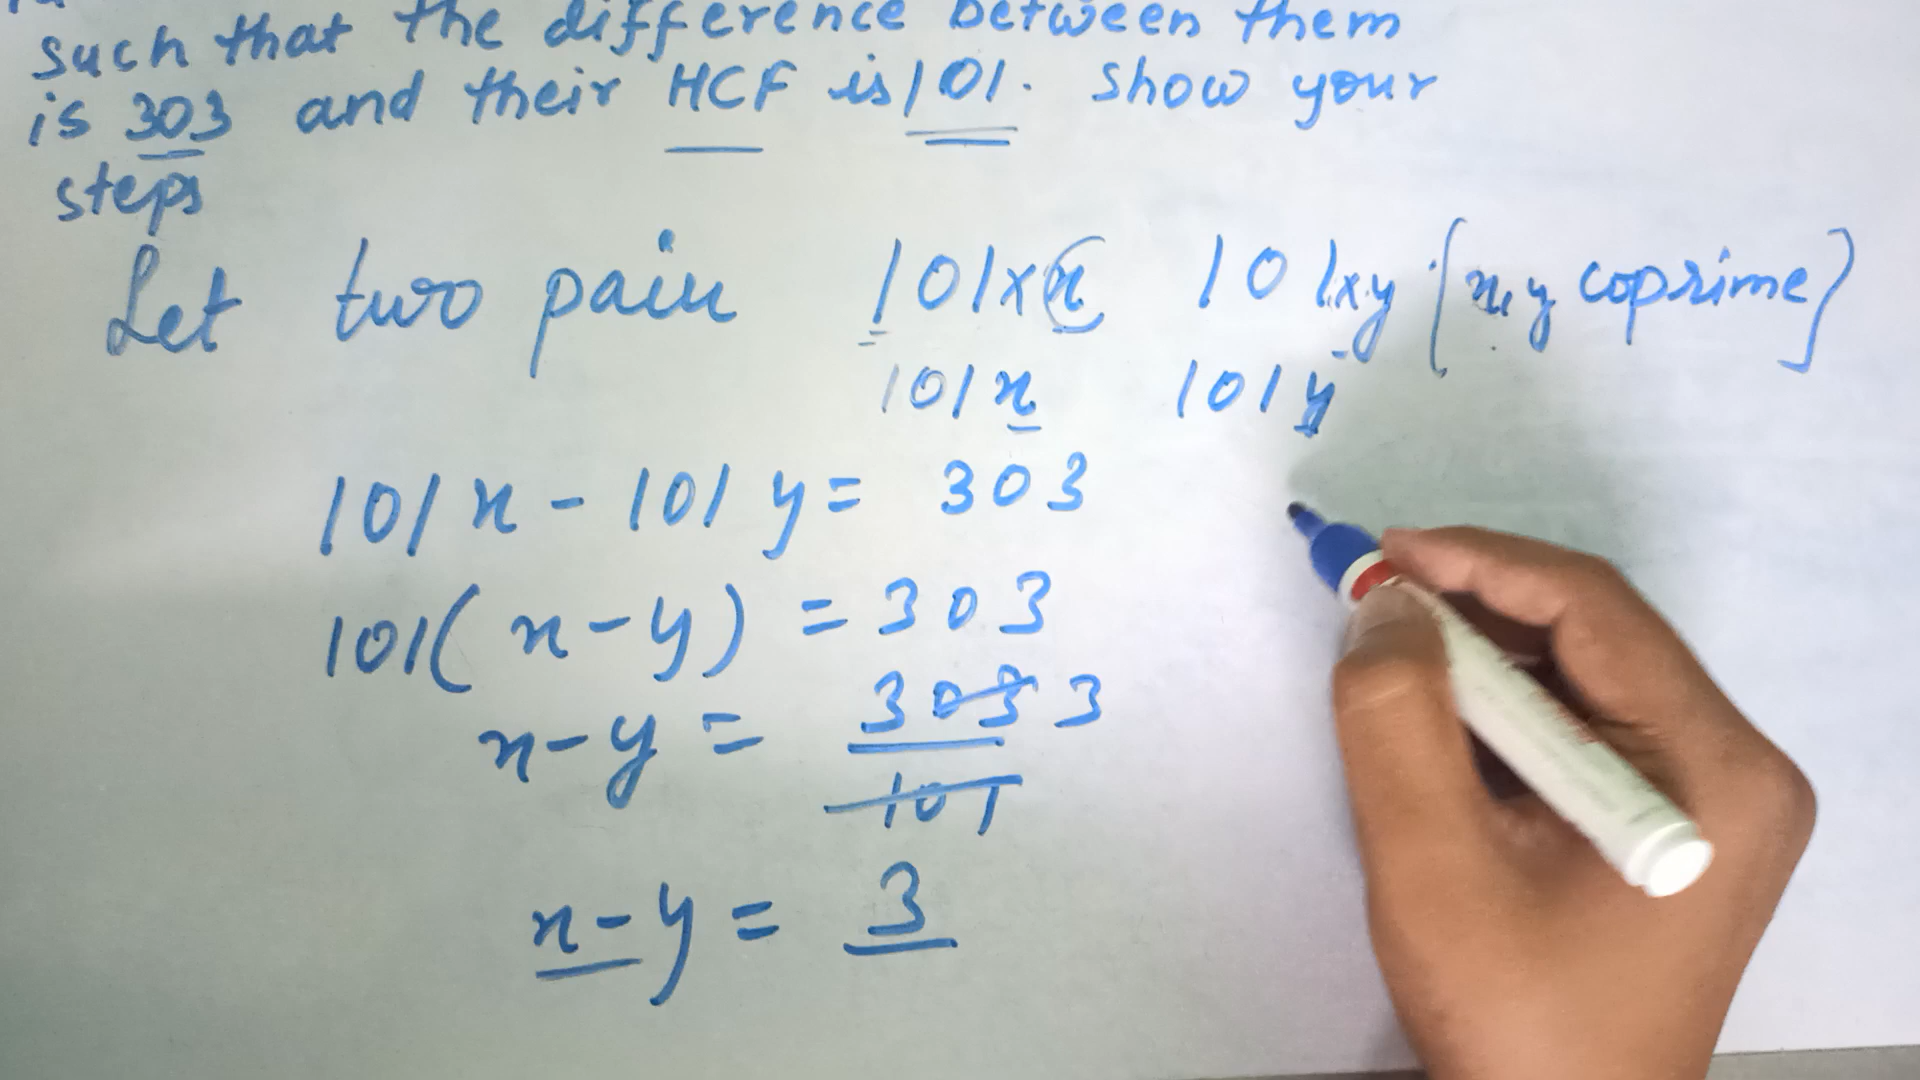 such that the difference between them
is 303 and their HCF is 101. Show your
steps
Let two pair 101×x 101×y [x, y coprime]
101x 101y
101x - 101y = 303
101(x-y) = 303
x-y = 303 3
101
x-y = 3